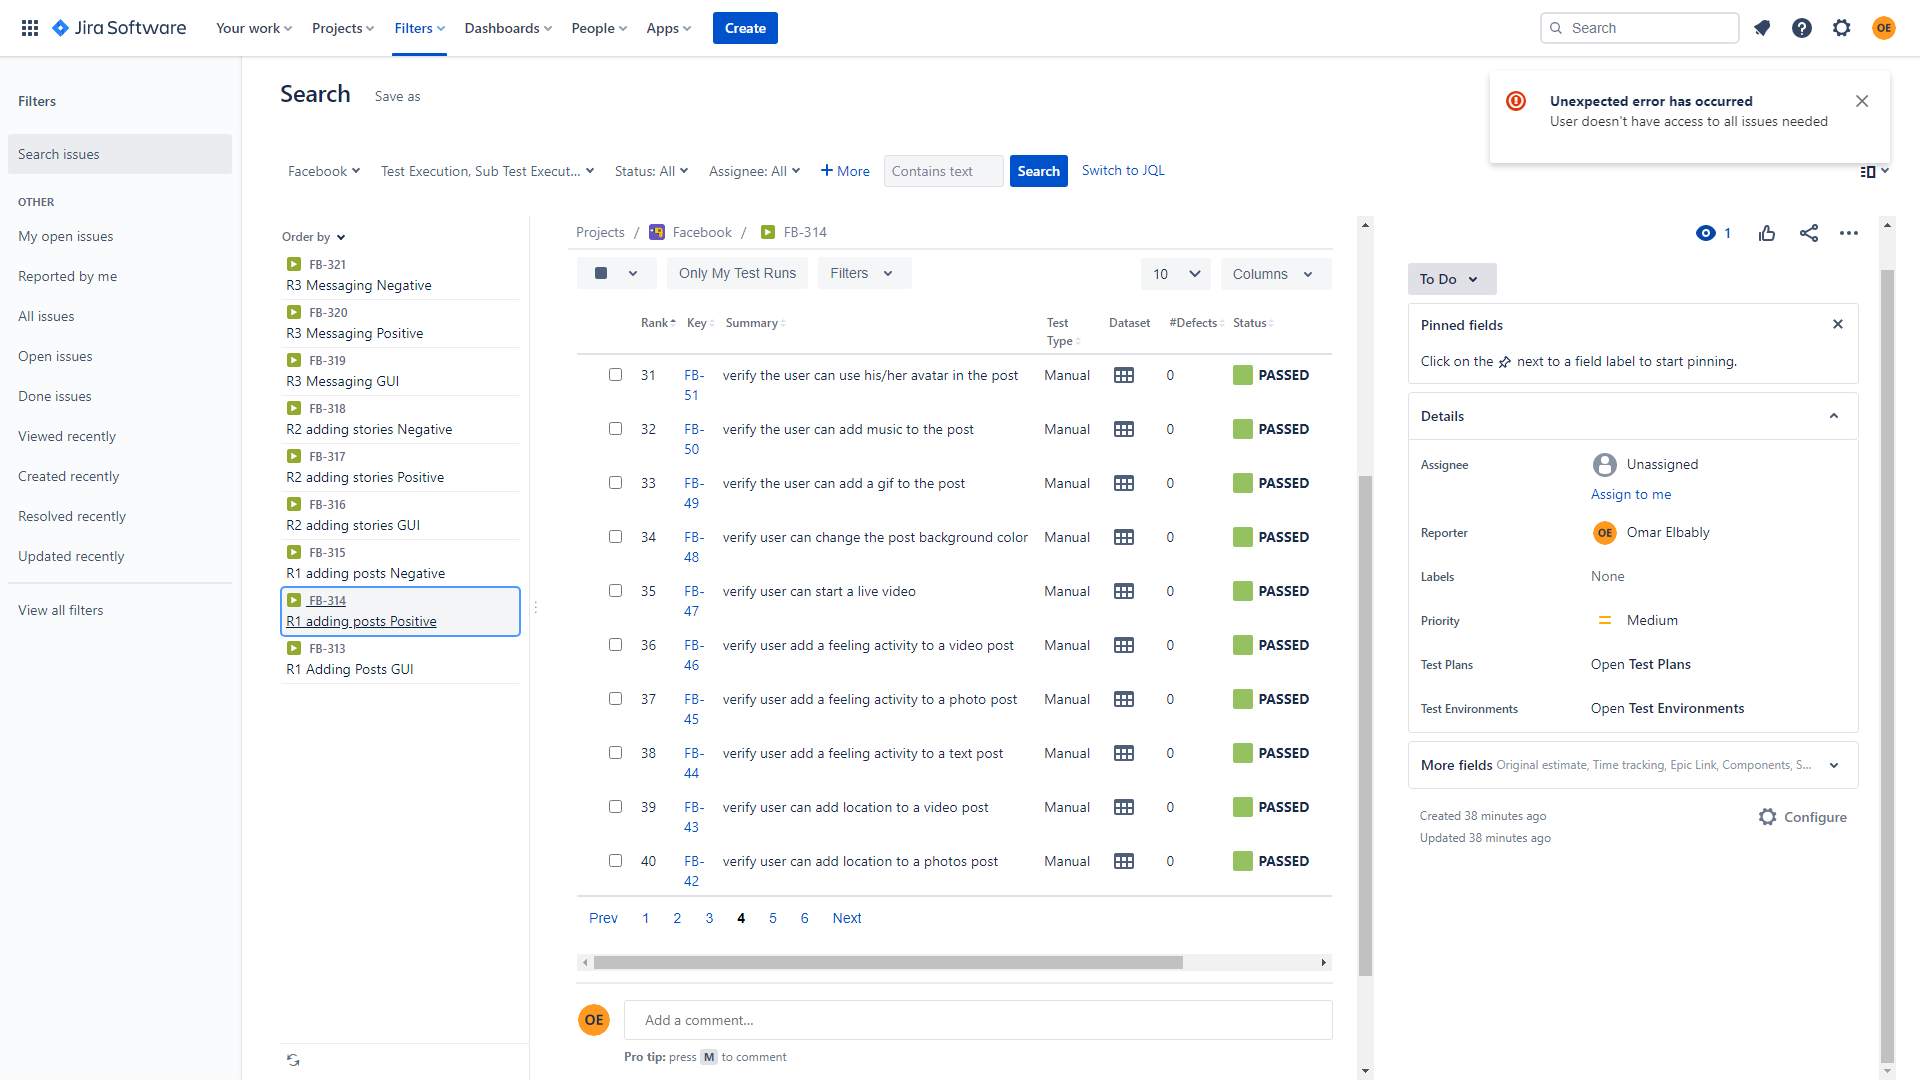 Jira Software
Your work
Projects
Filters
Dashboards
People
Apps
Create
Search
OE
Filters
Search issues
OTHER
My open issues
Reported by me
All issues
Open issues
Done issues
Viewed recently
Created recently
Resolved recently
Updated recently
View all filters
Search
Save as
Unexpected error has occurred
User doesn't have access to all issues needed
Facebook
Test Execution, Sub Test Execut...
Status: All
Assignee: All
More
Contains text
Search
Switch to JQL
Order by
FB-321
R3 Messaging Negative
FB-320
R3 Messaging Positive
FB-319
R3 Messaging GUI
FB-318
R2 adding stories Negative
FB-317
R2 adding stories Positive
FB-316
R2 adding stories GUI
FB-315
R1 adding posts Negative
FB-314
R1 adding posts Positive
FB-313
R1 Adding Posts GUI
Projects / Facebook / FB-314
Only My Test Runs
Filters
10
Columns
Rank Key Summary Test Type Dataset #Defects Status
31 FB-51 verify the user can use his/her avatar in the post Manual 0 PASSED
32 FB-50 verify the user can add music to the post Manual 0 PASSED
33 FB-49 verify the user can add a gif to the post Manual 0 PASSED
34 FB-48 verify user can change the post background color Manual 0 PASSED
35 FB-47 verify user can start a live video Manual 0 PASSED
36 FB-46 verify user add a feeling activity to a video post Manual 0 PASSED
37 FB-45 verify user add a feeling activity to a photo post Manual 0 PASSED
38 FB-44 verify user add a feeling activity to a text post Manual 0 PASSED
39 FB-43 verify user can add location to a video post Manual 0 PASSED
40 FB-42 verify user can add location to a photos post Manual 0 PASSED
Prev 1 2 3 4 5 6 Next
OE
Add a comment...
Pro tip: press M to comment
1
To Do
Pinned fields
Click on the next to a field label to start pinning.
Details
Assignee
Unassigned
Assign to me
Reporter
OE
Omar Elbably
Labels
None
Priority
Medium
Test Plans
Open Test Plans
Test Environments
Open Test Environments
More fields Original estimate, Time tracking, Epic Link, Components, S...
Created 38 minutes ago
Configure
Updated 38 minutes ago